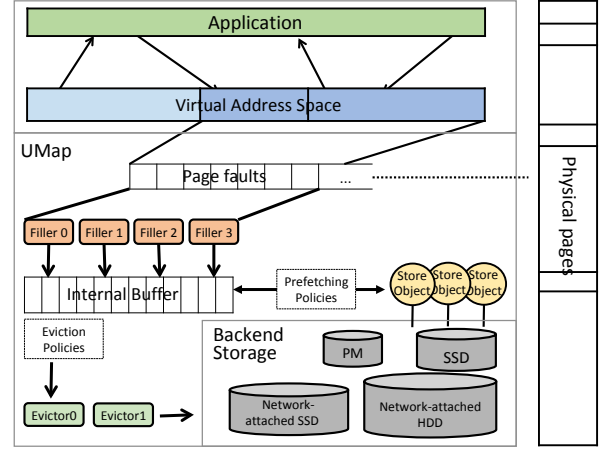 Application
Virtual Address Space
UMap
Page faults
...
Physical pages
Filler 0
Filler 1
Filler 2
Filler 3
Internal Buffer
Prefetching
Policies
Store
Object
Store
Object
Store
Object
Eviction
Policies
Backend
Storage
PM
SSD
Evictor0
Evictor1
Network-
attached SSD
Network-attached
HDD